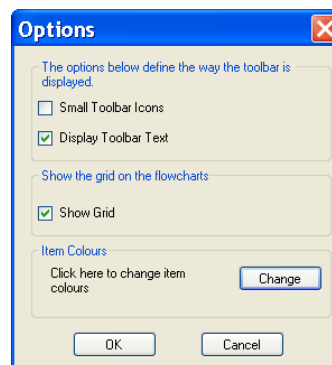 Options
The options below define the way the toolbar is
displayed.
Small Toolbar Icons
Display Toolbar Text
Show the grid on the flowcharts
Show Grid
Item Colours
Click here to change item
colours
Change
OK
Cancel